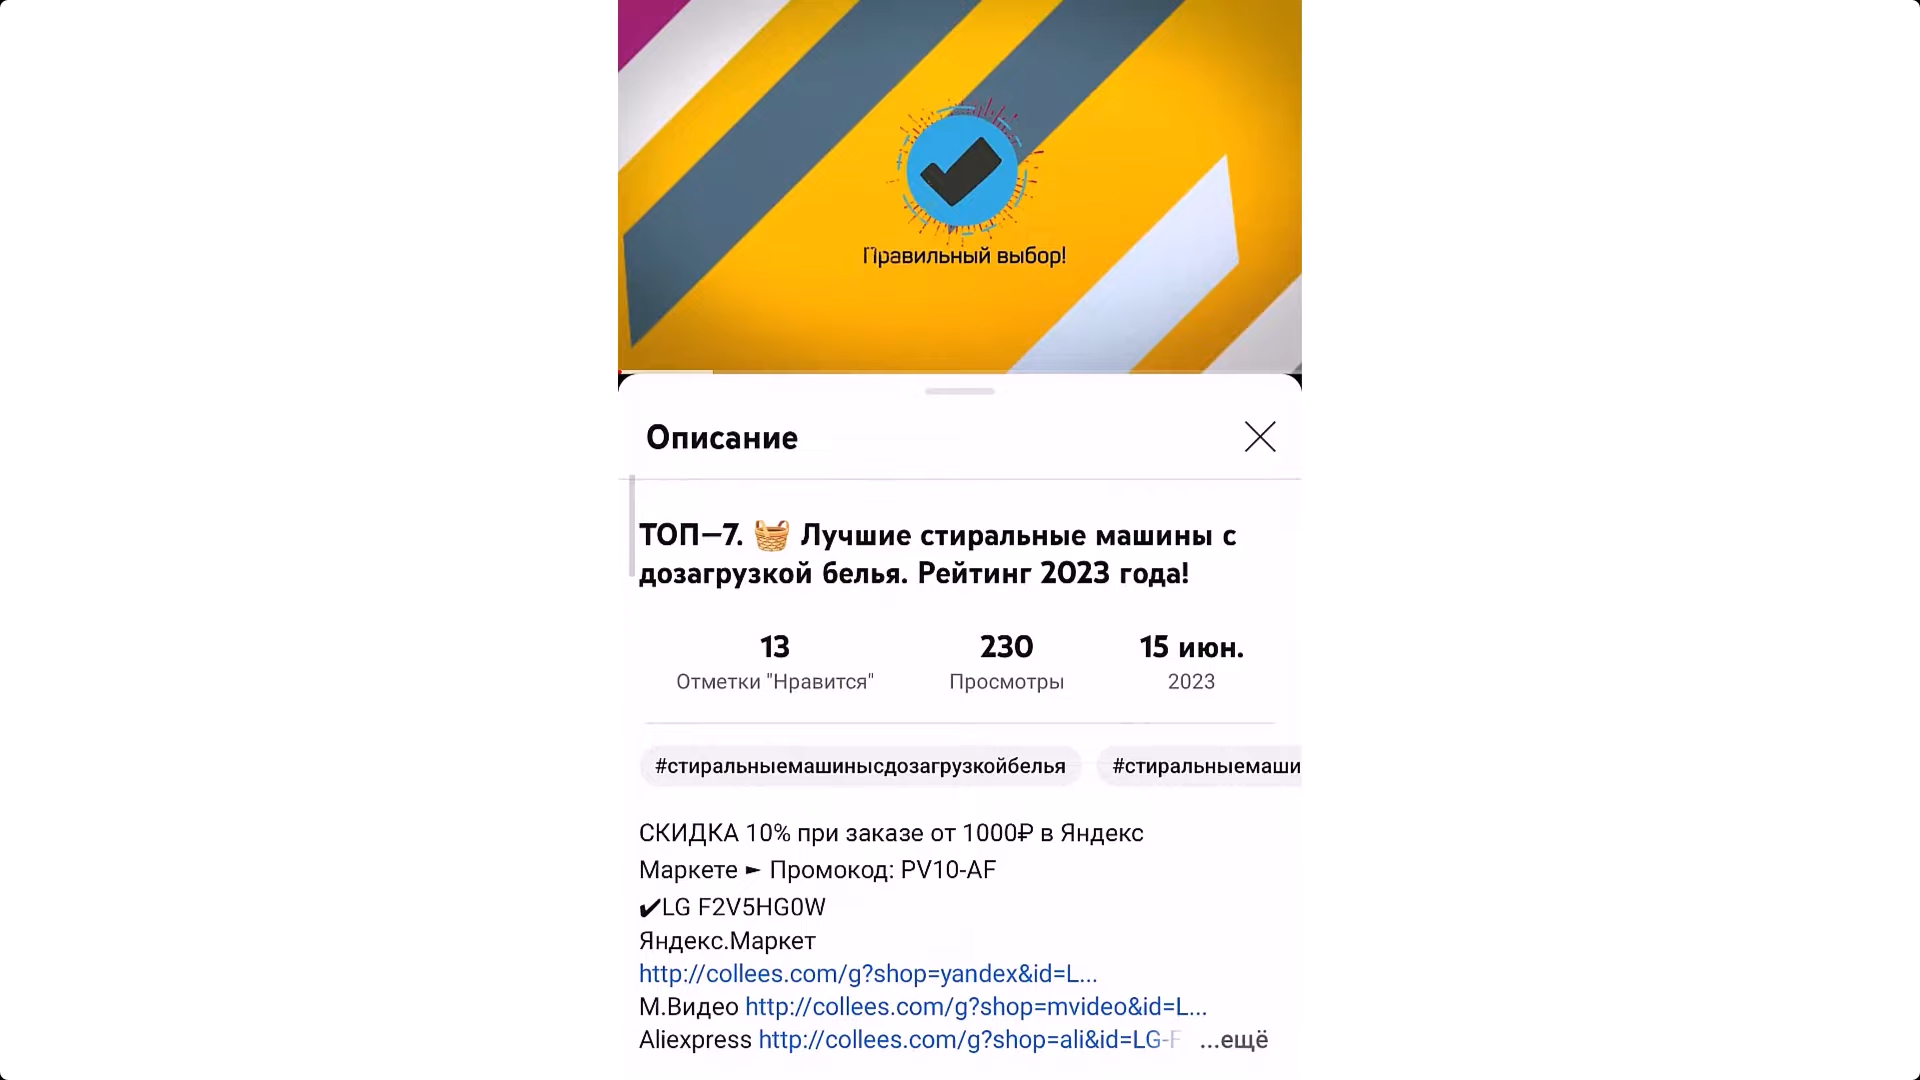 Правильный выбор!
Описание
ТОП–7. 🧺 Лучшие стиральные машины с
дозагрузкой белья. Рейтинг 2023 года!
13 230 15 июн.
Отметки "Нравится" Просмотры 2023
#стиральныемашинысдозагрузкойбелья #стиральныемаши
СКИДКА 10% при заказе от 1000₽ в Яндекс
Маркете ► Промокод: PV10-AF
✔LG F2V5HG0W
Яндекс.Маркет
http://collees.com/g?shop=yandex&id=L...
М.Видео http://collees.com/g?shop=mvideo&id=L...
Aliexpress http://collees.com/g?shop=ali&id=LG-F ...ещё